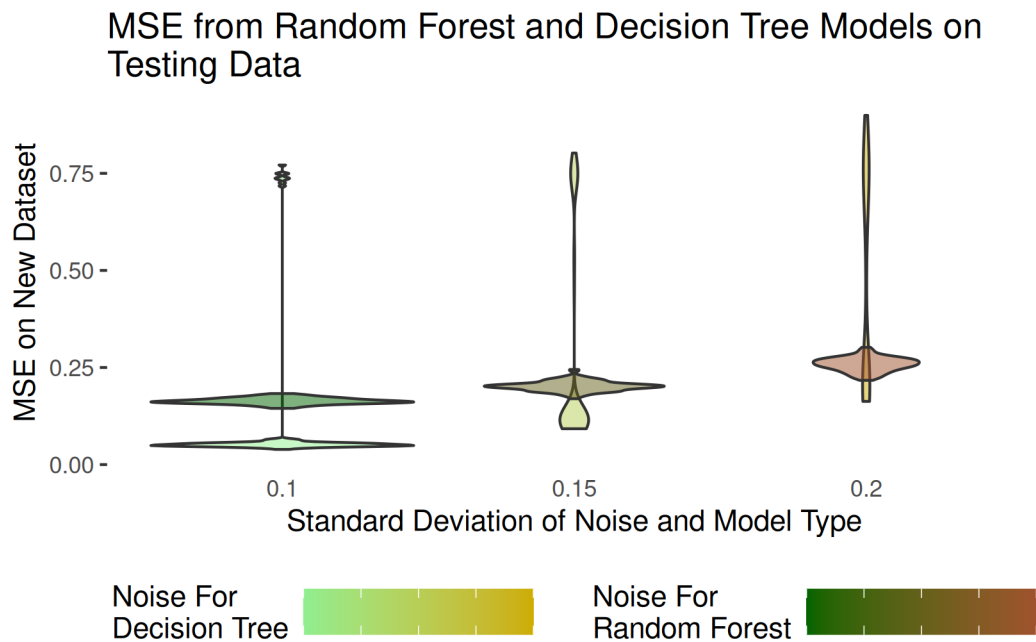 MSE from Random Forest and Decision Tree Models on
Testing Data
MSE on New Dataset
0.75
0.50
0.25
0.00
0.1
0.15
0.2
Standard Deviation of Noise and Model Type
Noise For
Decision Tree
Noise For
Random Forest